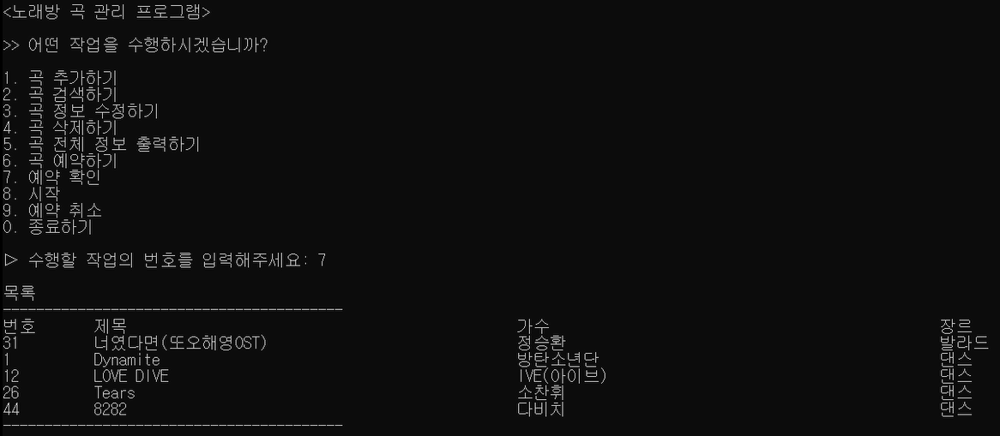 <노래방 곡 관리 프로그램>
>> 어떤 작업을 수행하시겠습니까?
1. 곡 추가하기
2. 곡 검색하기
3. 곡 정보 수정하기
4. 곡 삭제하기
5. 곡 전체 정보 출력하기
6. 곡 예약하기
7. 예약 확인
8. 시작
9. 예약 취소
0. 종료하기
▷ 수행할 작업의 번호를 입력해주세요: 7
목록
-----------------------------------------
번호 제목 가수 장르
31 너였다면(또오해영OST) 정승환 발라드
1 Dynamite 방탄소년단 댄스
12 LOVE DIVE IVE(아이브) 댄스
26 Tears 소찬휘 댄스
44 8282 다비치 댄스
-----------------------------------------